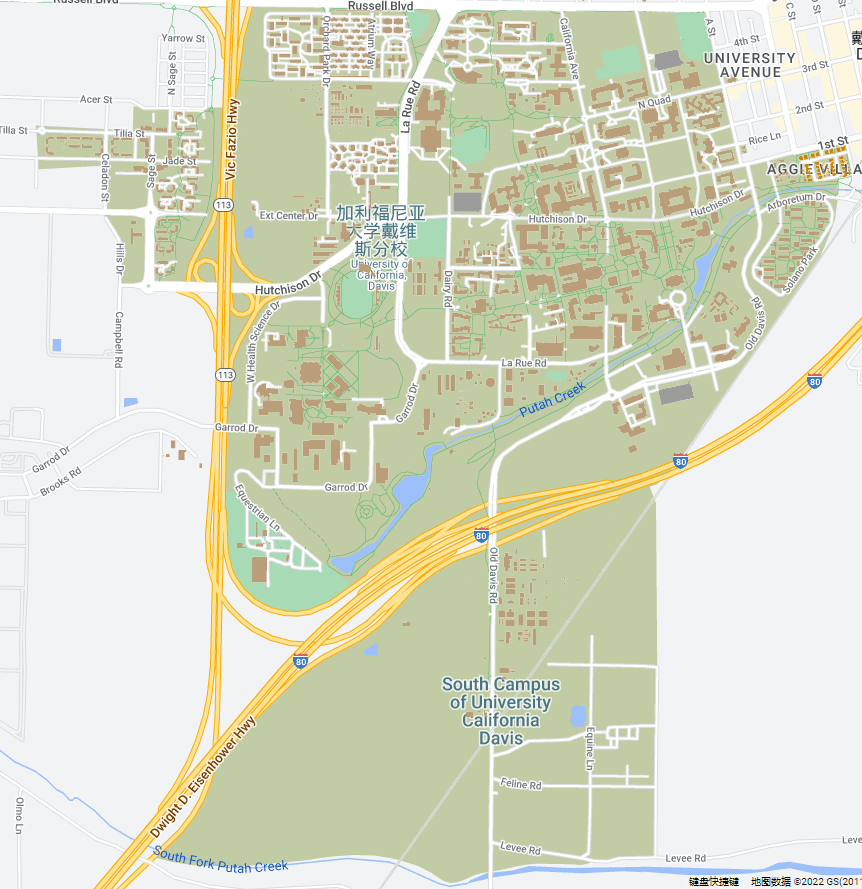 Russell Blvd
Russell Blvd
Yarrow St
N Sage St
Orchard Park Dr
Atrium Way
California Ave
A St
C St
4th St
3rd St
UNIVERSITY
AVENUE
Acer St
Vic Fazio Hwy
La Rue Rd
N Quad
2nd St
Tilla St
Tilla St
Rice Ln
1st St
Jade St
Celadon St
Sage St
AGGIE VILLA
113
Ext Center Dr
加利福尼亚
大学戴维
斯分校
University of
California,
Davis
Hutchison Dr
Hutchison Dr
Arboretum Dr
Hills Dr
Solano Park
Hutchison Dr
Dairy Rd
Old Davis Rd
Campbell Rd
W Health Science Dr
La Rue Rd
113
80
Putah Creek
Garrod Dr
Garrod Dr
Garrod Dr
Brooks Rd
80
Garrod Dr
Equestrian Ln
80
Old Davis Rd
80
South Campus
of University
California
Davis
Dwight D. Eisenhower Hwy
Equine Ln
Feline Rd
Olmo Ln
South Fork Putah Creek
Levee Rd
Levee Rd
Leve
键盘快捷键
地图数据 ©2022 GS(201